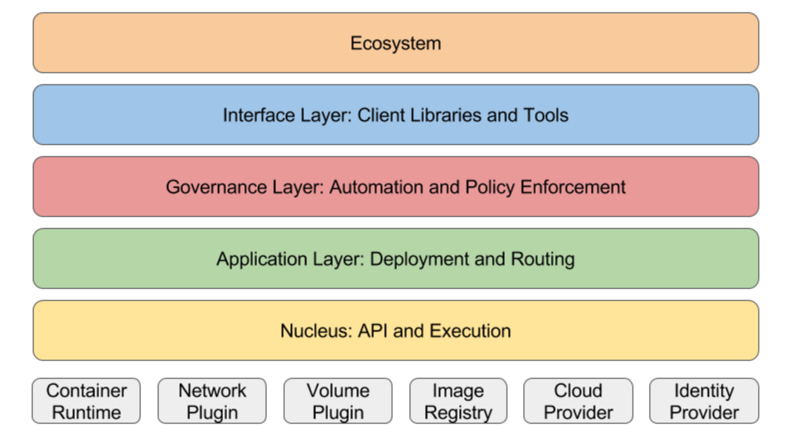 Ecosystem
Interface Layer: Client Libraries and Tools
Governance Layer: Automation and Policy Enforcement
Application Layer: Deployment and Routing
Nucleus: API and Execution
Container
Runtime
Network
Plugin
Volume
Plugin
Image
Registry
Cloud
Provider
Identity
Provider